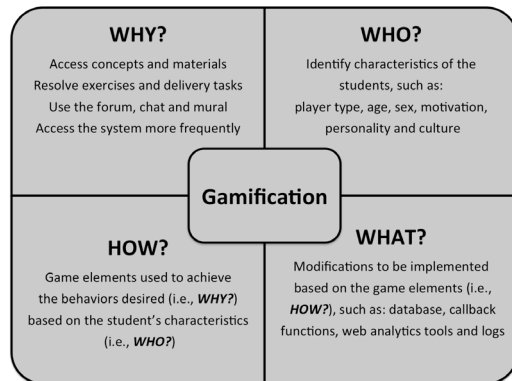 WHY?
Access concepts and materials
Resolve exercises and delivery tasks
Use the forum, chat and mural
Access the system more frequently
WHO?
Identify characteristics of the
students, such as:
player type, age, sex, motivation,
personality and culture
Gamification
HOW?
Game elements used to achieve
the behaviors desired (i.e., WHY?)
based on the student's characteristics
(i.e., WHO?)
WHAT?
Modifications to be implemented
based on the game elements (i.e.,
HOW?), such as: database, callback
functions, web analytics tools and logs